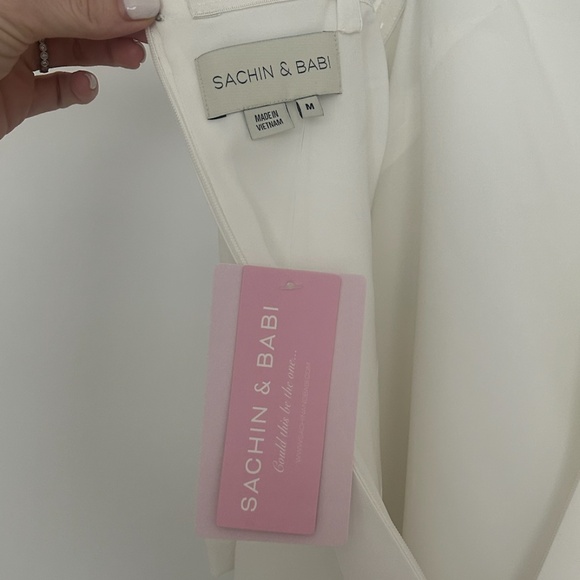 SACHIN & BABI
MADE IN
VIETNAM
M
SACHIN & BABI
Could this be the one...